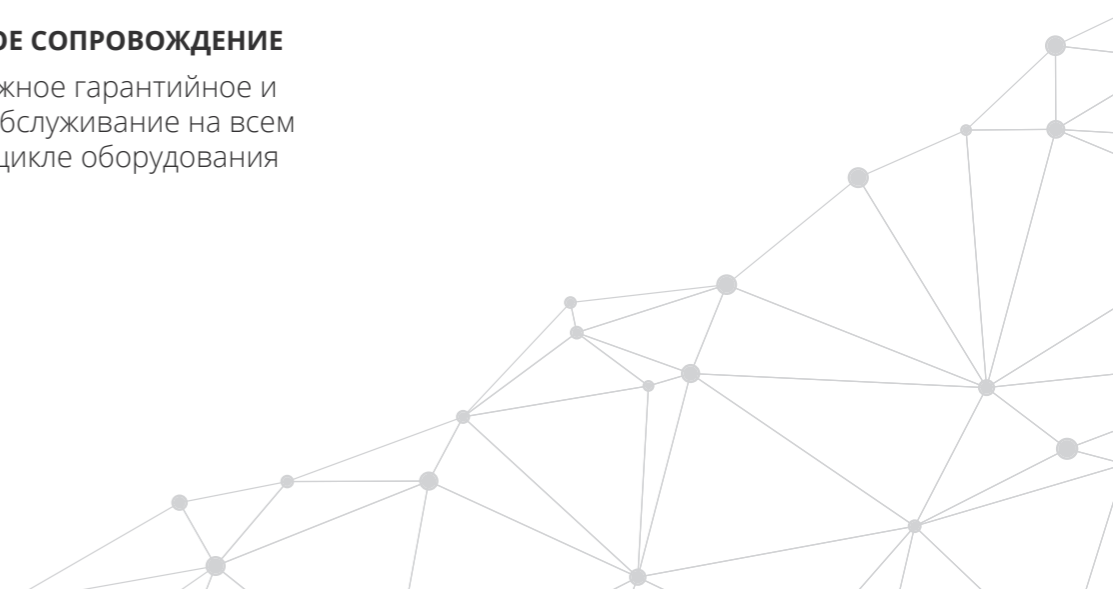 ОЕ СОПРОВОЖДЕНИЕ
жное гарантийное и
бслуживание на всем
цикле оборудования